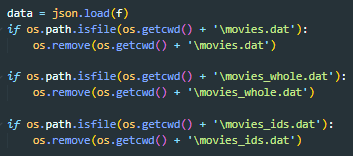 data = json.load(f)
if os.path.isfile(os.getcwd() + '\movies.dat'):
    os.remove(os.getcwd() + '\movies.dat')

if os.path.isfile(os.getcwd() + '\movies_whole.dat'):
    os.remove(os.getcwd() + '\movies_whole.dat')

if os.path.isfile(os.getcwd() + '\movies_ids.dat'):
    os.remove(os.getcwd() + '\movies_ids.dat')